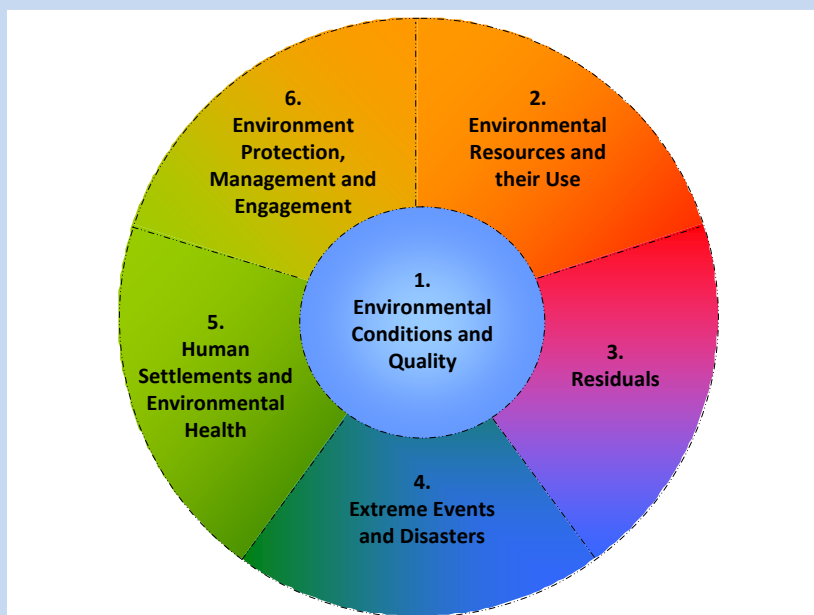 1.
Environmental
Conditions and
Quality
2.
Environmental
Resources and
their Use
3.
Residuals
4.
Extreme Events
and Disasters
5.
Human
Settlements and
Environmental
Health
6.
Environment
Protection,
Management and
Engagement